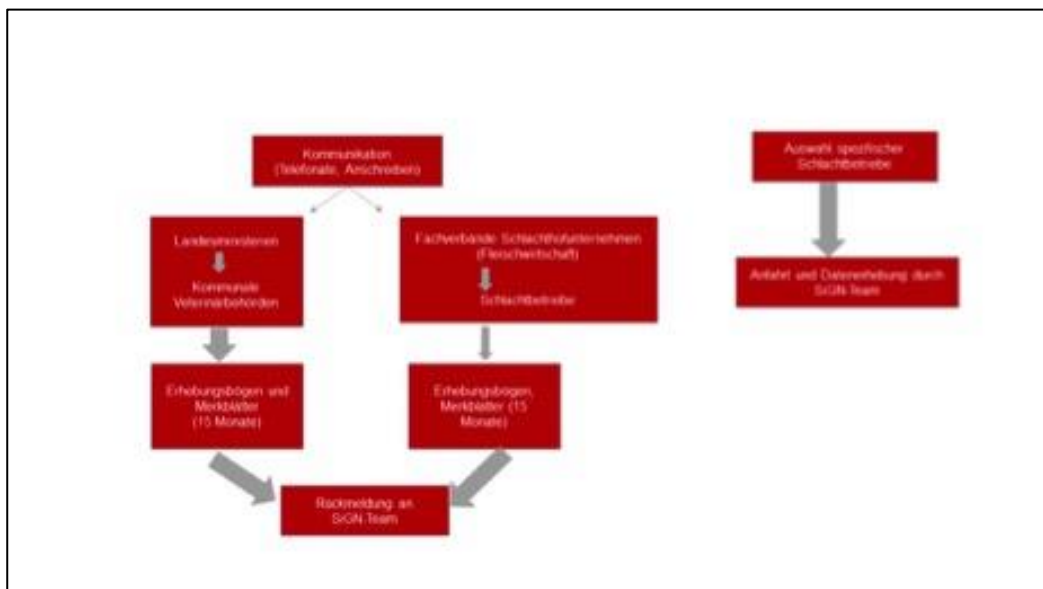 Kommunikation
(Telefonate, Anschreiben)
Auswahl spezifischer
Schlachtbetriebe
Landesministerien
Kommunale
Veterinärbehörden
Fachverbände Schlachthofunternehmen
(Fleischwirtschaft)
Schlachtbetriebe
Anfahrt und Datenerhebung durch
SiGN-Team
Erhebungsbögen und
Merkblätter
(15 Monate)
Erhebungsbögen,
Merkblätter (15
Monate)
Rückmeldung an
SiGN-Team